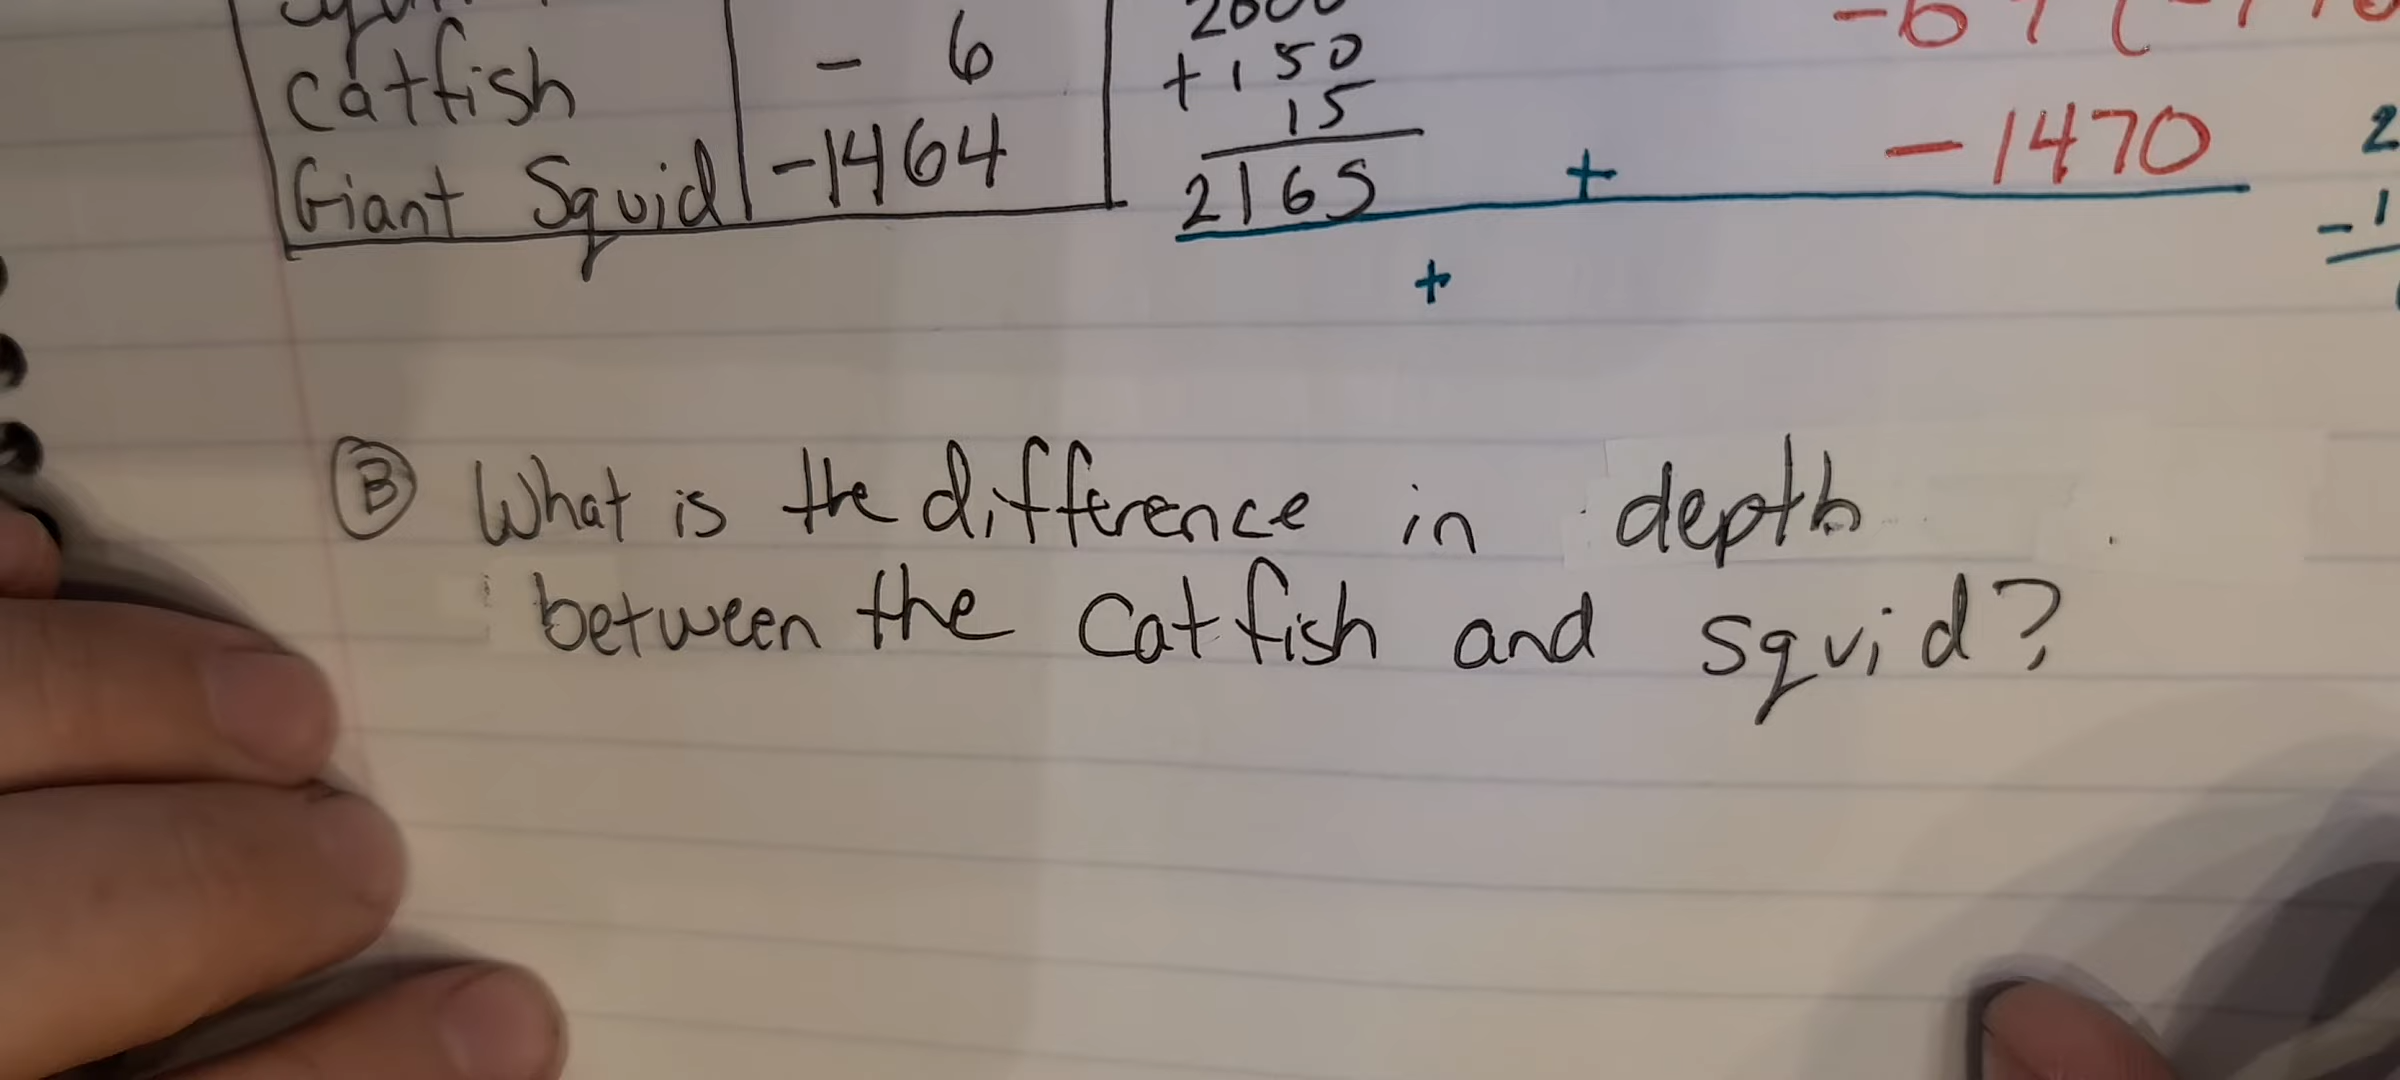 Catfish - 6
Giant Squid -1464
+150
15
2165
+ -1470
+
B What is the difference in depth
between the Catfish and squid?